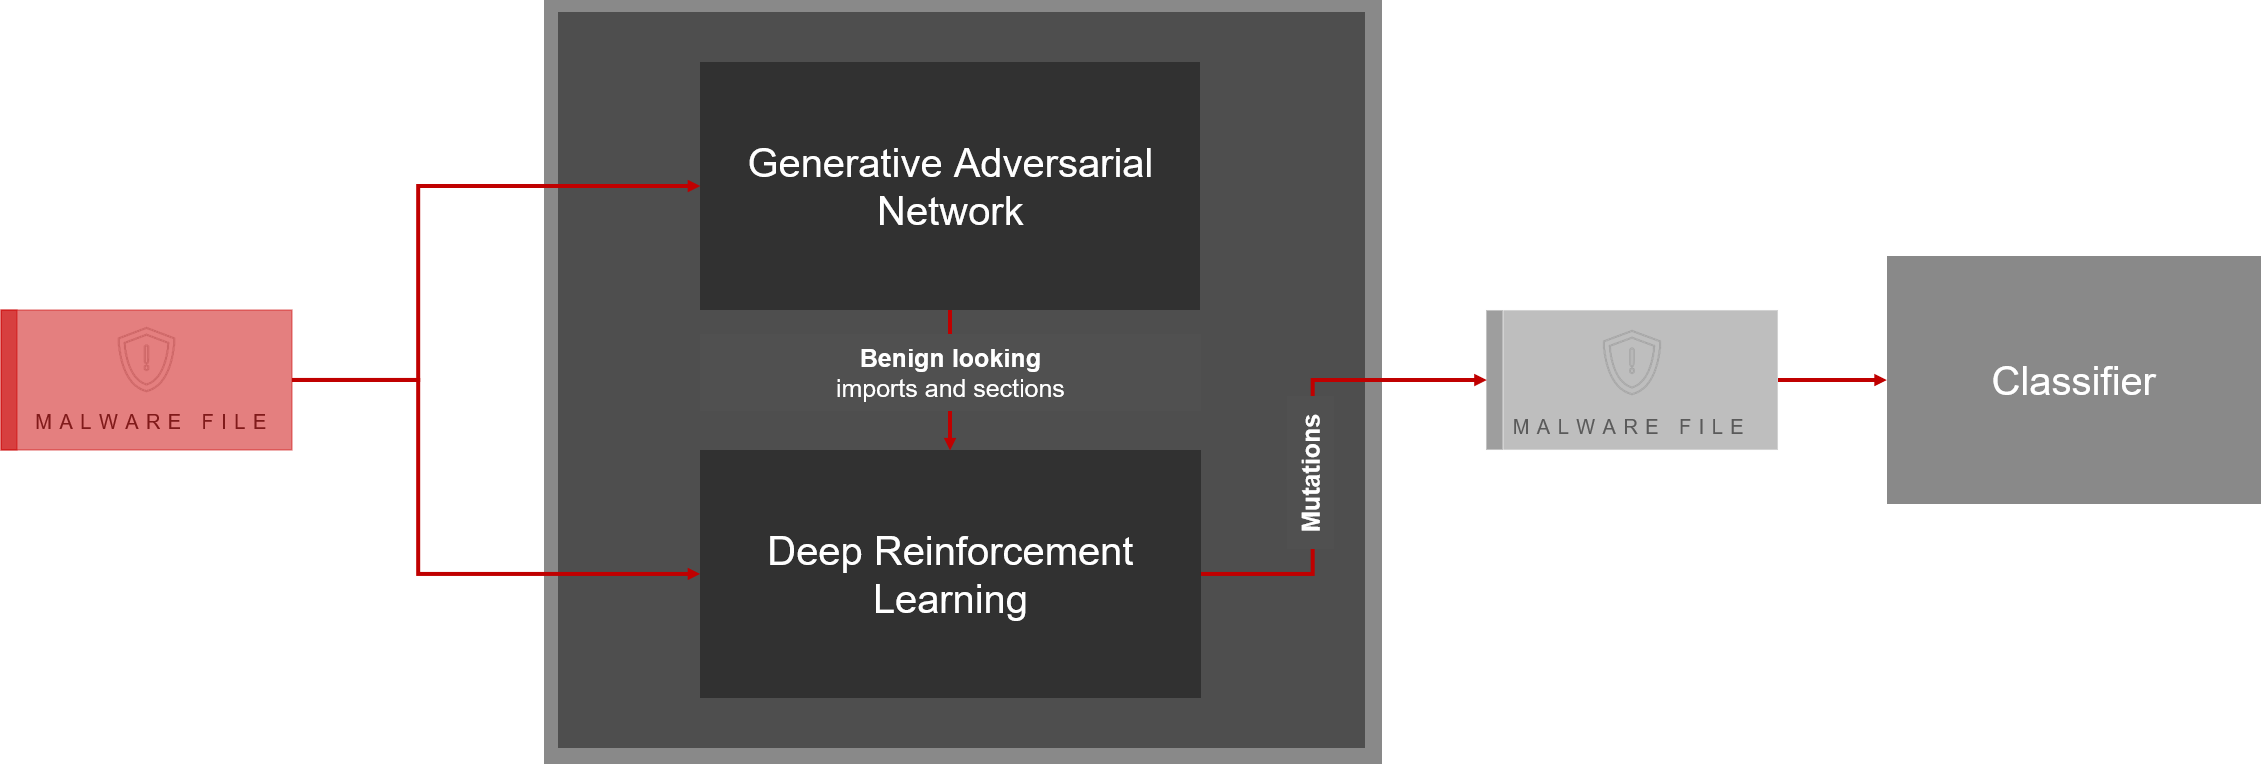 MALWARE FILE
Generative Adversarial
Network
Benign looking
imports and sections
Deep Reinforcement
Learning
Mutations
MALWARE FILE
Classifier